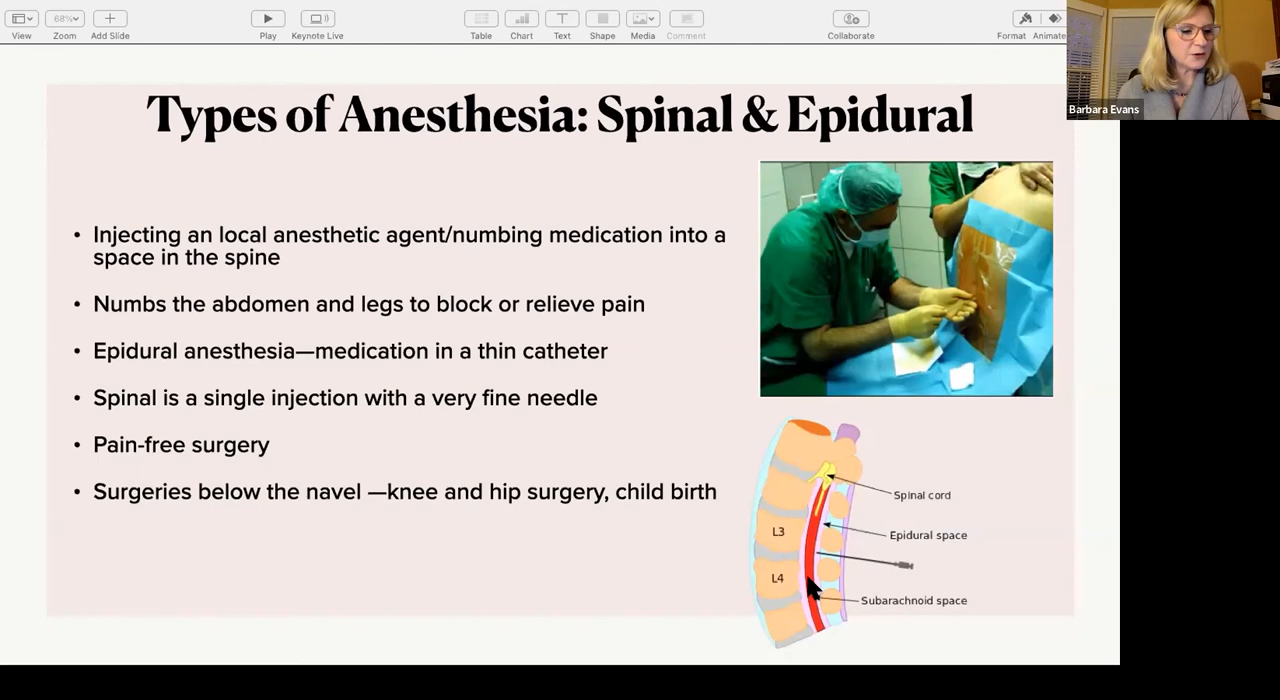 68%
View
Zoom
Add Slide
Play
Keynote Live
Table
Chart
Text
Shape
Media
Comment
Collaborate
Format
Animate
Barbara Evans
Types of Anesthesia: Spinal & Epidural
• Injecting an local anesthetic agent/numbing medication into a
space in the spine
• Numbs the abdomen and legs to block or relieve pain
• Epidural anesthesia—medication in a thin catheter
• Spinal is a single injection with a very fine needle
• Pain-free surgery
• Surgeries below the navel —knee and hip surgery, child birth
Spinal cord
L3
Epidural space
L4
Subarachnoid space